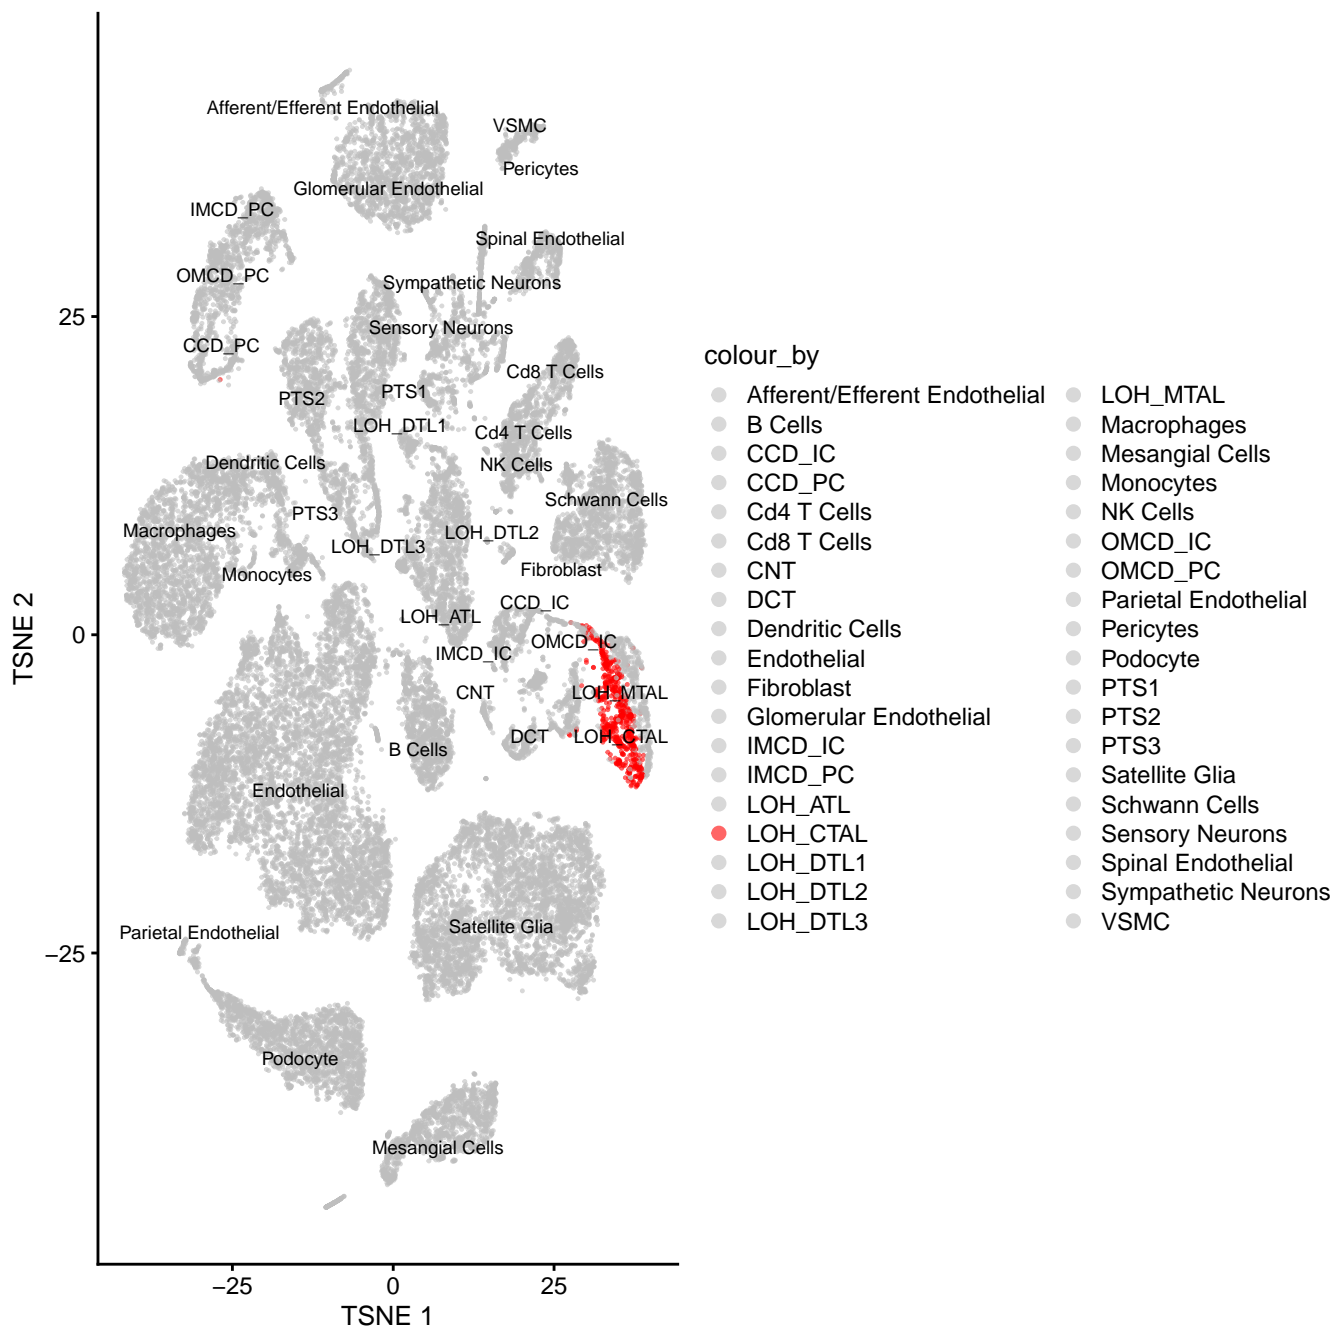 Afferent/Efferent Endothelial
VSMC
Pericytes
Glomerular Endothelial
IMCD_PC
Spinal Endothelial
OMCD_PC
Sympathetic Neurons
25
Sensory Neurons
CCD_PC
Cd8 T Cells
PTS1
PTS2
LOH_DTL1
Cd4 T Cells
Dendritic Cells
NK Cells
Schwann Cells
PTS3
Macrophages
LOH_DTL2
LOH_DTL3
Fibroblast
Monocytes
CCD_IC
LOH_ATL
0
OMCD_IC
IMCD_IC
CNT
LOH_MTAL
DCT
LOH_CTAL
B Cells
Endothelial
Satellite Glia
Parietal Endothelial
−25
Podocyte
Mesangial Cells
TSNE 2
−25
0
25
TSNE 1
colour_by
Afferent/Efferent Endothelial
B Cells
CCD_IC
CCD_PC
Cd4 T Cells
Cd8 T Cells
CNT
DCT
Dendritic Cells
Endothelial
Fibroblast
Glomerular Endothelial
IMCD_IC
IMCD_PC
LOH_ATL
LOH_CTAL
LOH_DTL1
LOH_DTL2
LOH_DTL3
LOH_MTAL
Macrophages
Mesangial Cells
Monocytes
NK Cells
OMCD_IC
OMCD_PC
Parietal Endothelial
Pericytes
Podocyte
PTS1
PTS2
PTS3
Satellite Glia
Schwann Cells
Sensory Neurons
Spinal Endothelial
Sympathetic Neurons
VSMC